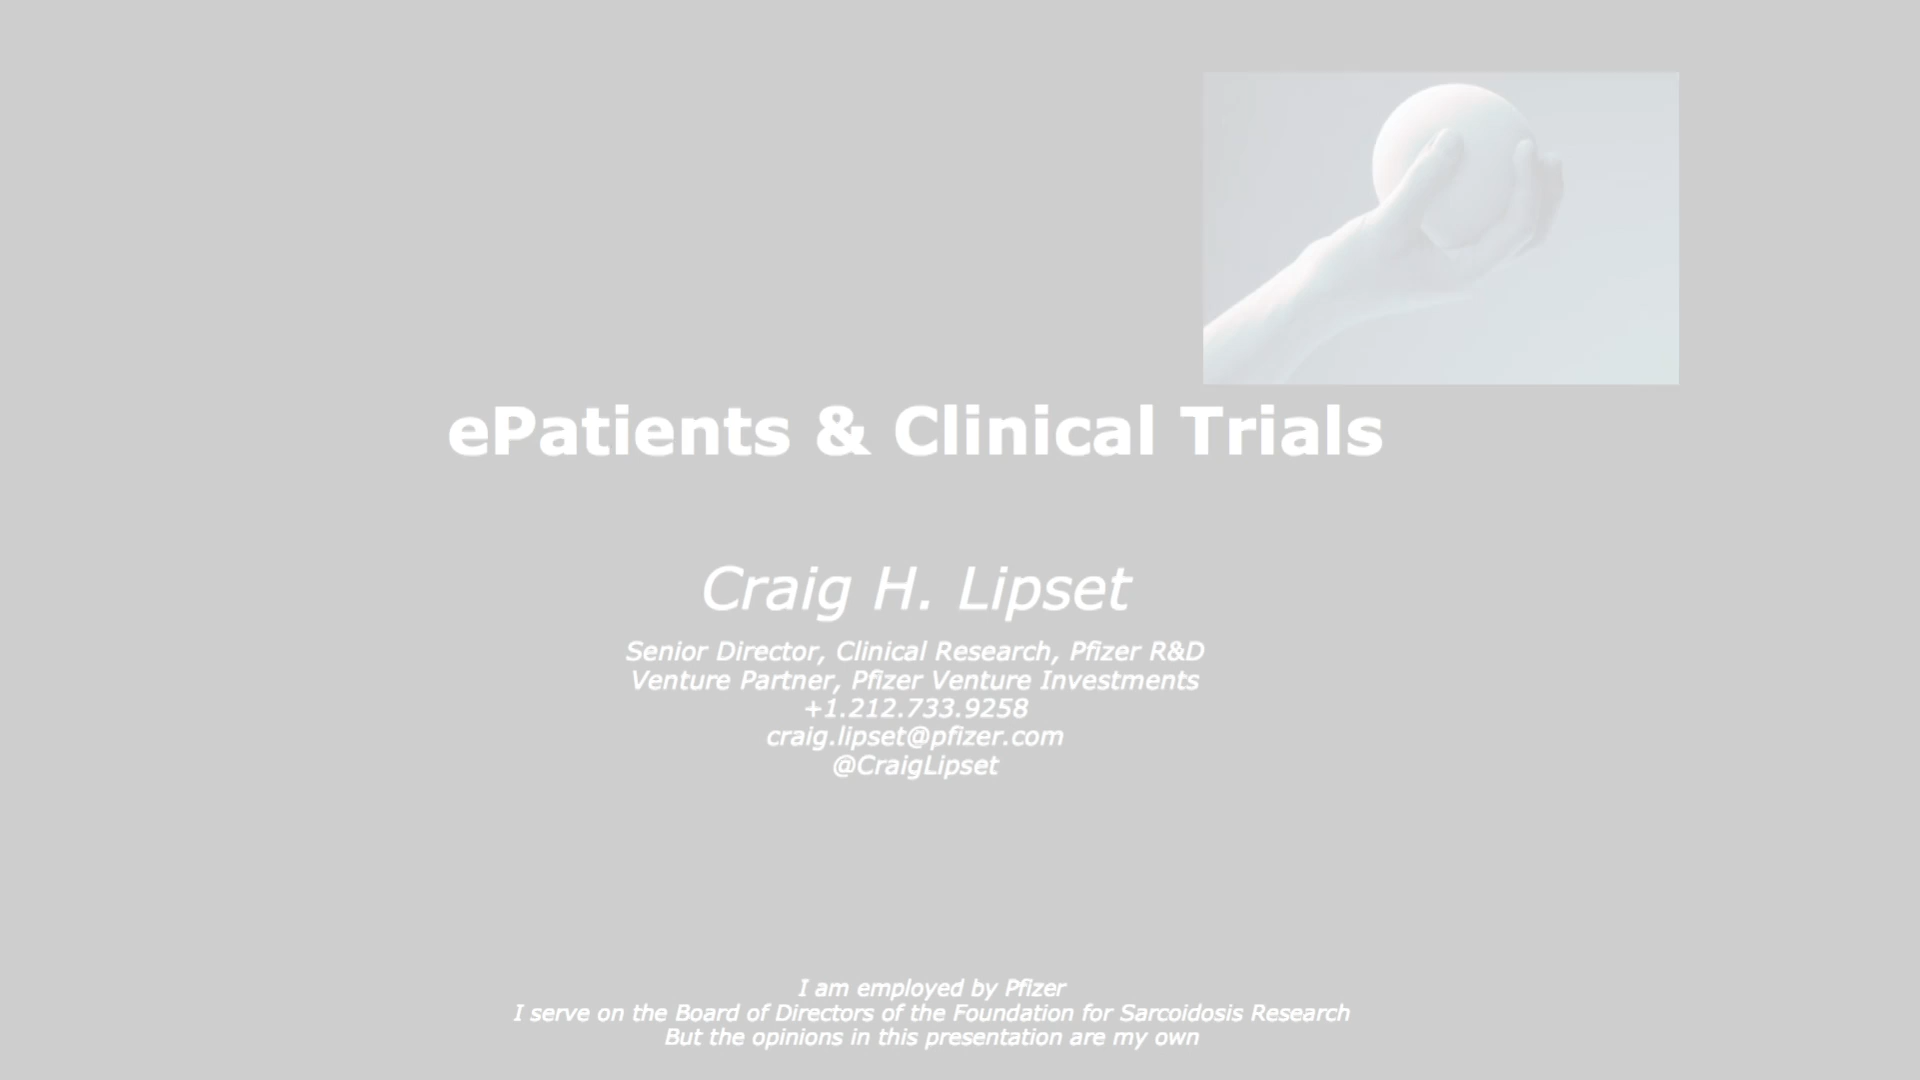 ePatients & Clinical Trials
Craig H. Lipset
Senior Director, Clinical Research, Pfizer R&D
Venture Partner, Pfizer Venture Investments
+1.212.733.9258
craig.lipset@pfizer.com
@CraigLipset
I am employed by Pfizer
I serve on the Board of Directors of the Foundation for Sarcoidosis Research
But the opinions in this presentation are my own